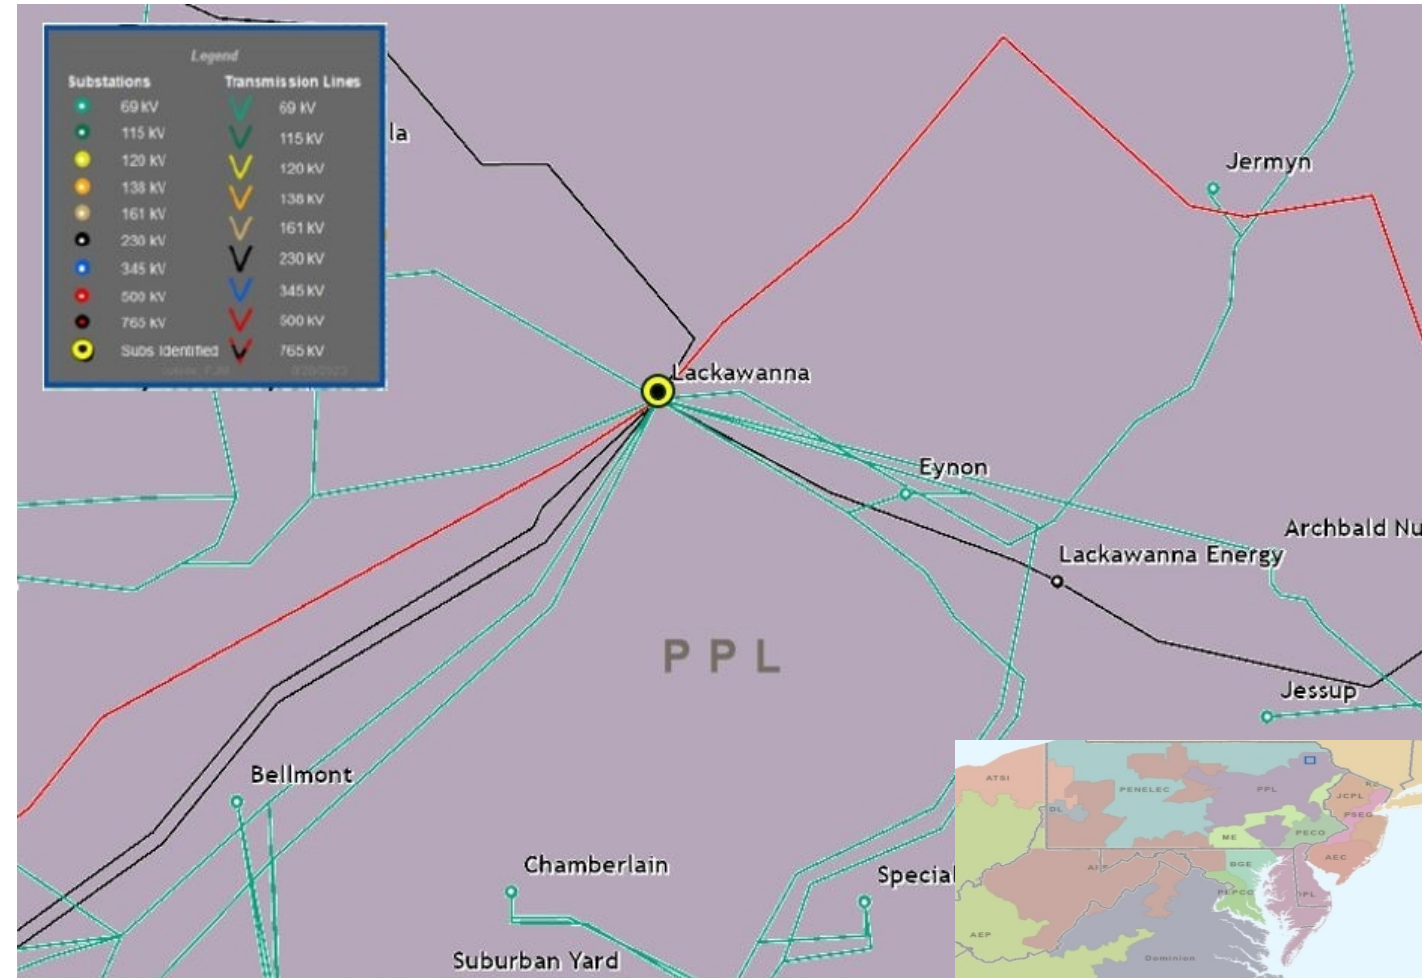 Legend
Substations
Transmission Lines
69 kV
69 kV
115 kV
115 kV
120 kV
120 kV
138 kV
138 kV
161 kV
161 kV
230 kV
230 kV
345 kV
345 kV
500 kV
500 kV
765 kV
765 kV
Subs Identified
la
Jermyn
Lackawanna
Eynon
Archbald Nu
Lackawanna Energy
PPL
Jessup
Bellmont
Chamberlain
Special
Suburban Yard
ATSI
PENELEC
PPL
DL
JCPL
PSEG
ME
PECO
BGE
AEC
PEPCO
AEP
Dominion